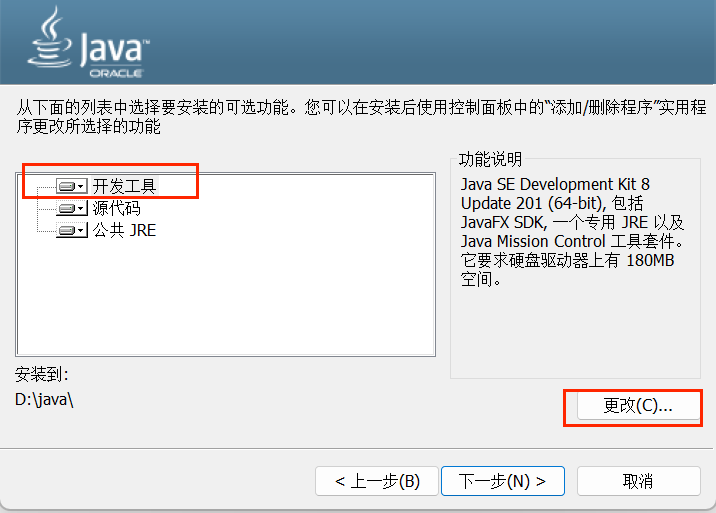 Java™
ORACLE
从下面的列表中选择要安装的可选功能。您可以在安装后使用控制面板中的“添加/删除程序”实用程
序更改所选择的功能
开发工具
源代码
公共 JRE
功能说明
Java SE Development Kit 8
Update 201 (64-bit), 包括
JavaFX SDK, 一个专用 JRE 以及
Java Mission Control 工具套件。
它要求硬盘驱动器上有 180MB
空间。
安装到:
D:\java\
更改(C)...
< 上一步(B)
下一步(N) >
取消